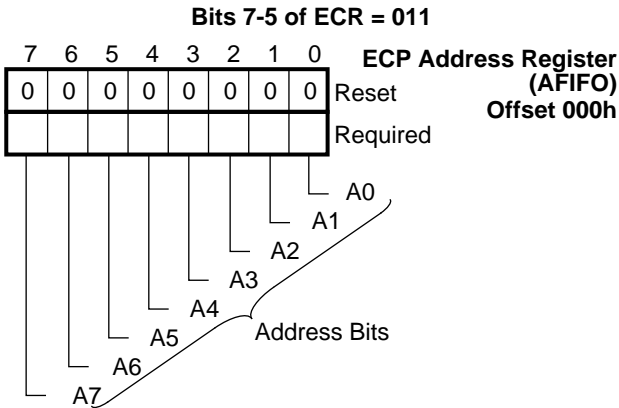 Bits 7-5 of ECR = 011
7 6 5 4 3 2 1 0
ECP Address Register
(AFIFO)
Offset 000h
0 0 0 0 0 0 0 0 Reset
Required
A0
A1
A2
A3
A4
A5
A6
A7
Address Bits